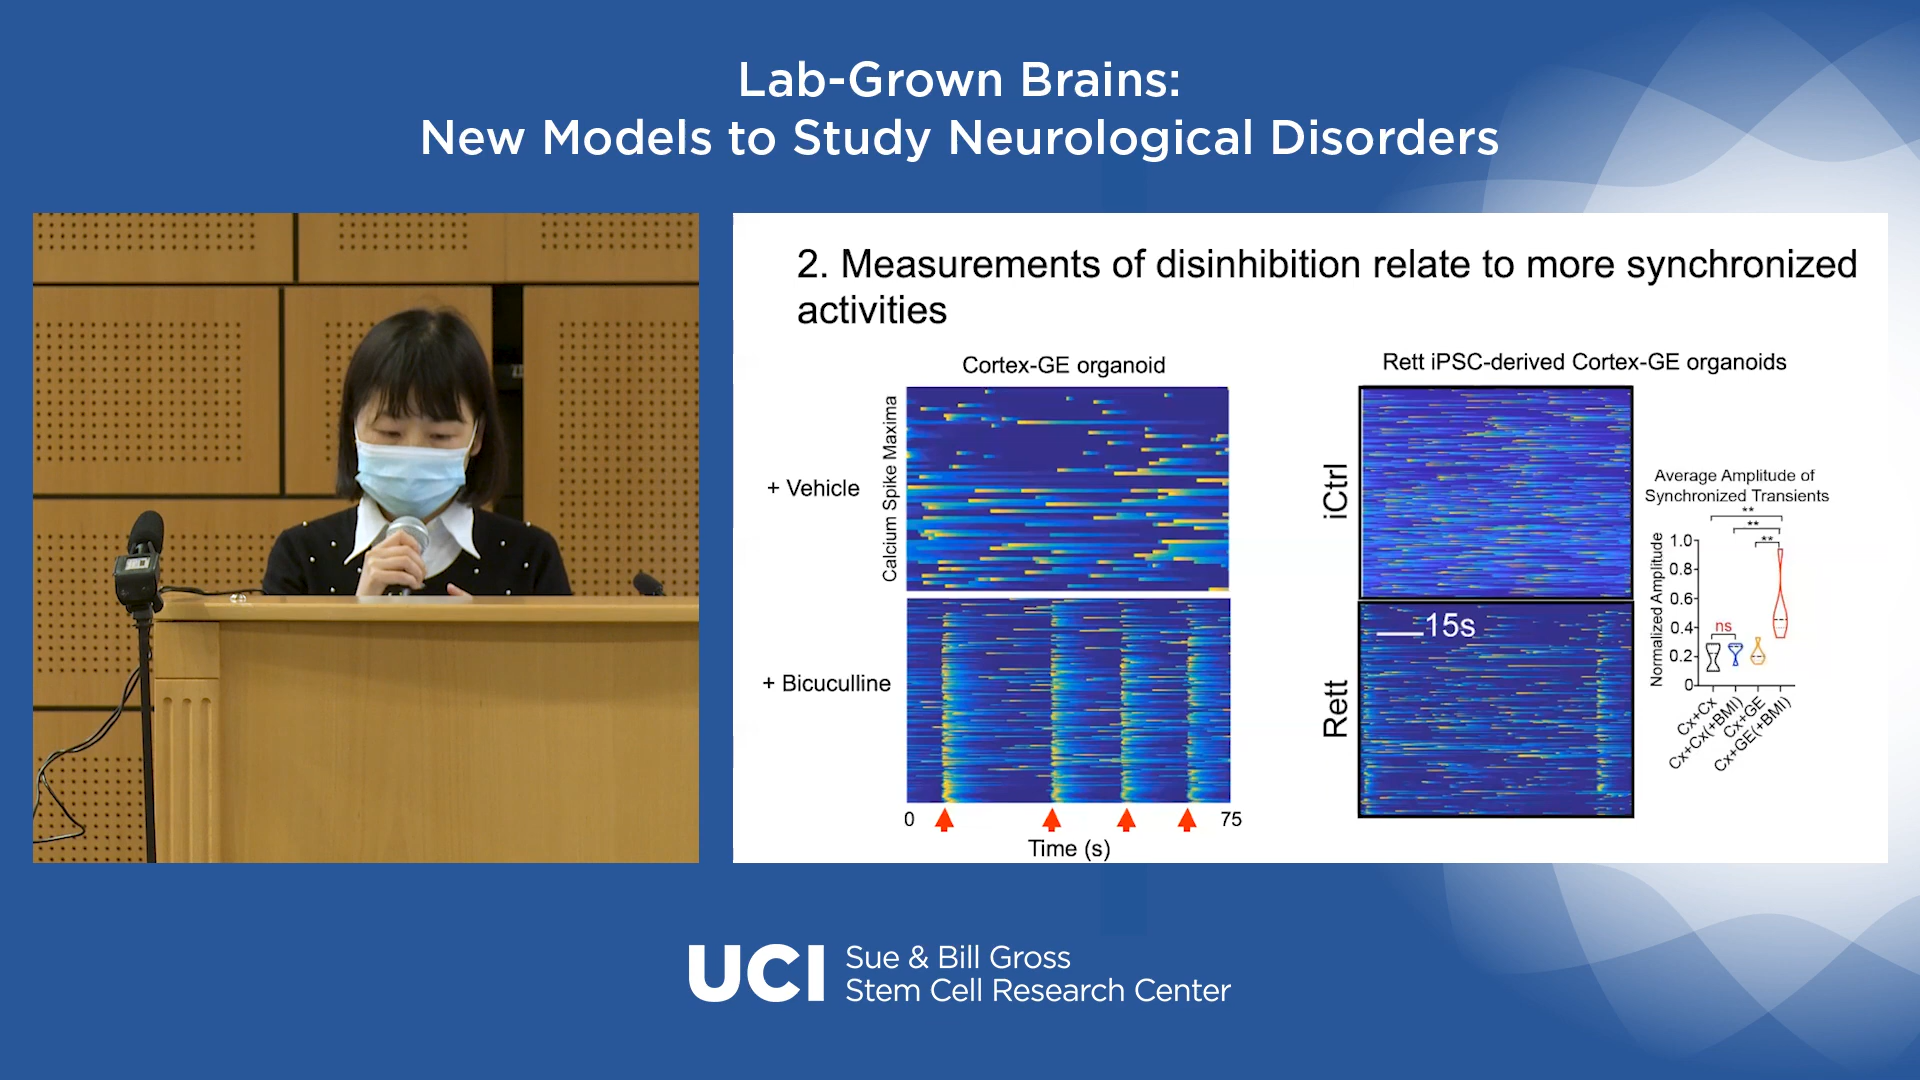 Lab-Grown Brains:
New Models to Study Neurological Disorders
2. Measurements of disinhibition relate to more synchronized
activities
Cortex-GE organoid
Calcium Spike Maxima
+ Vehicle
+ Bicuculline
0
75
Time (s)
Rett iPSC-derived Cortex-GE organoids
iCtrl
Rett
15s
Average Amplitude of
Synchronized Transients
**
**
**
ns
Normalized Amplitude
1.0
0.8
0.6
0.4
0.2
0
Cx+Cx
Cx+Cx(+BMI)
Cx+GE
Cx+GE(+BMI)
UCI
Sue & Bill Gross
Stem Cell Research Center